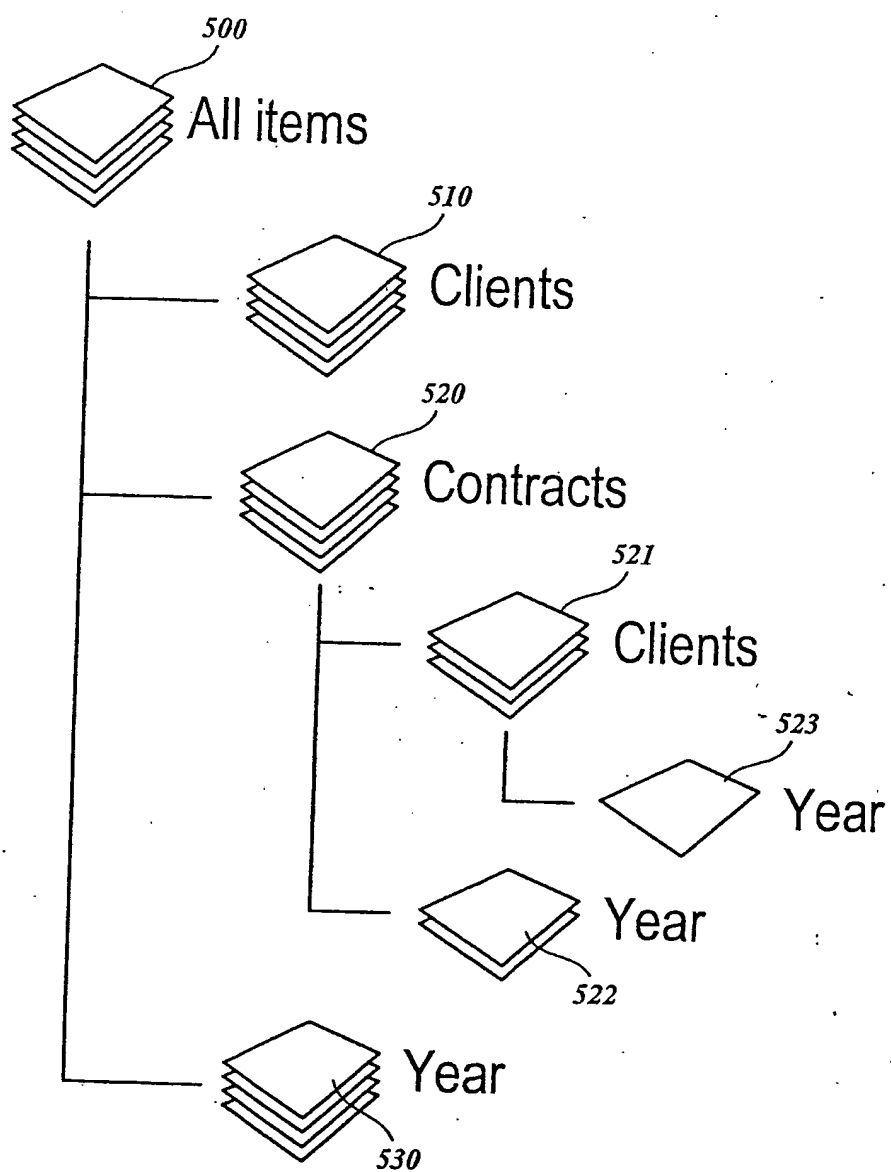 500
All items
510
Clients
520
Contracts
521
Clients
523
Year
Year
522
Year
530